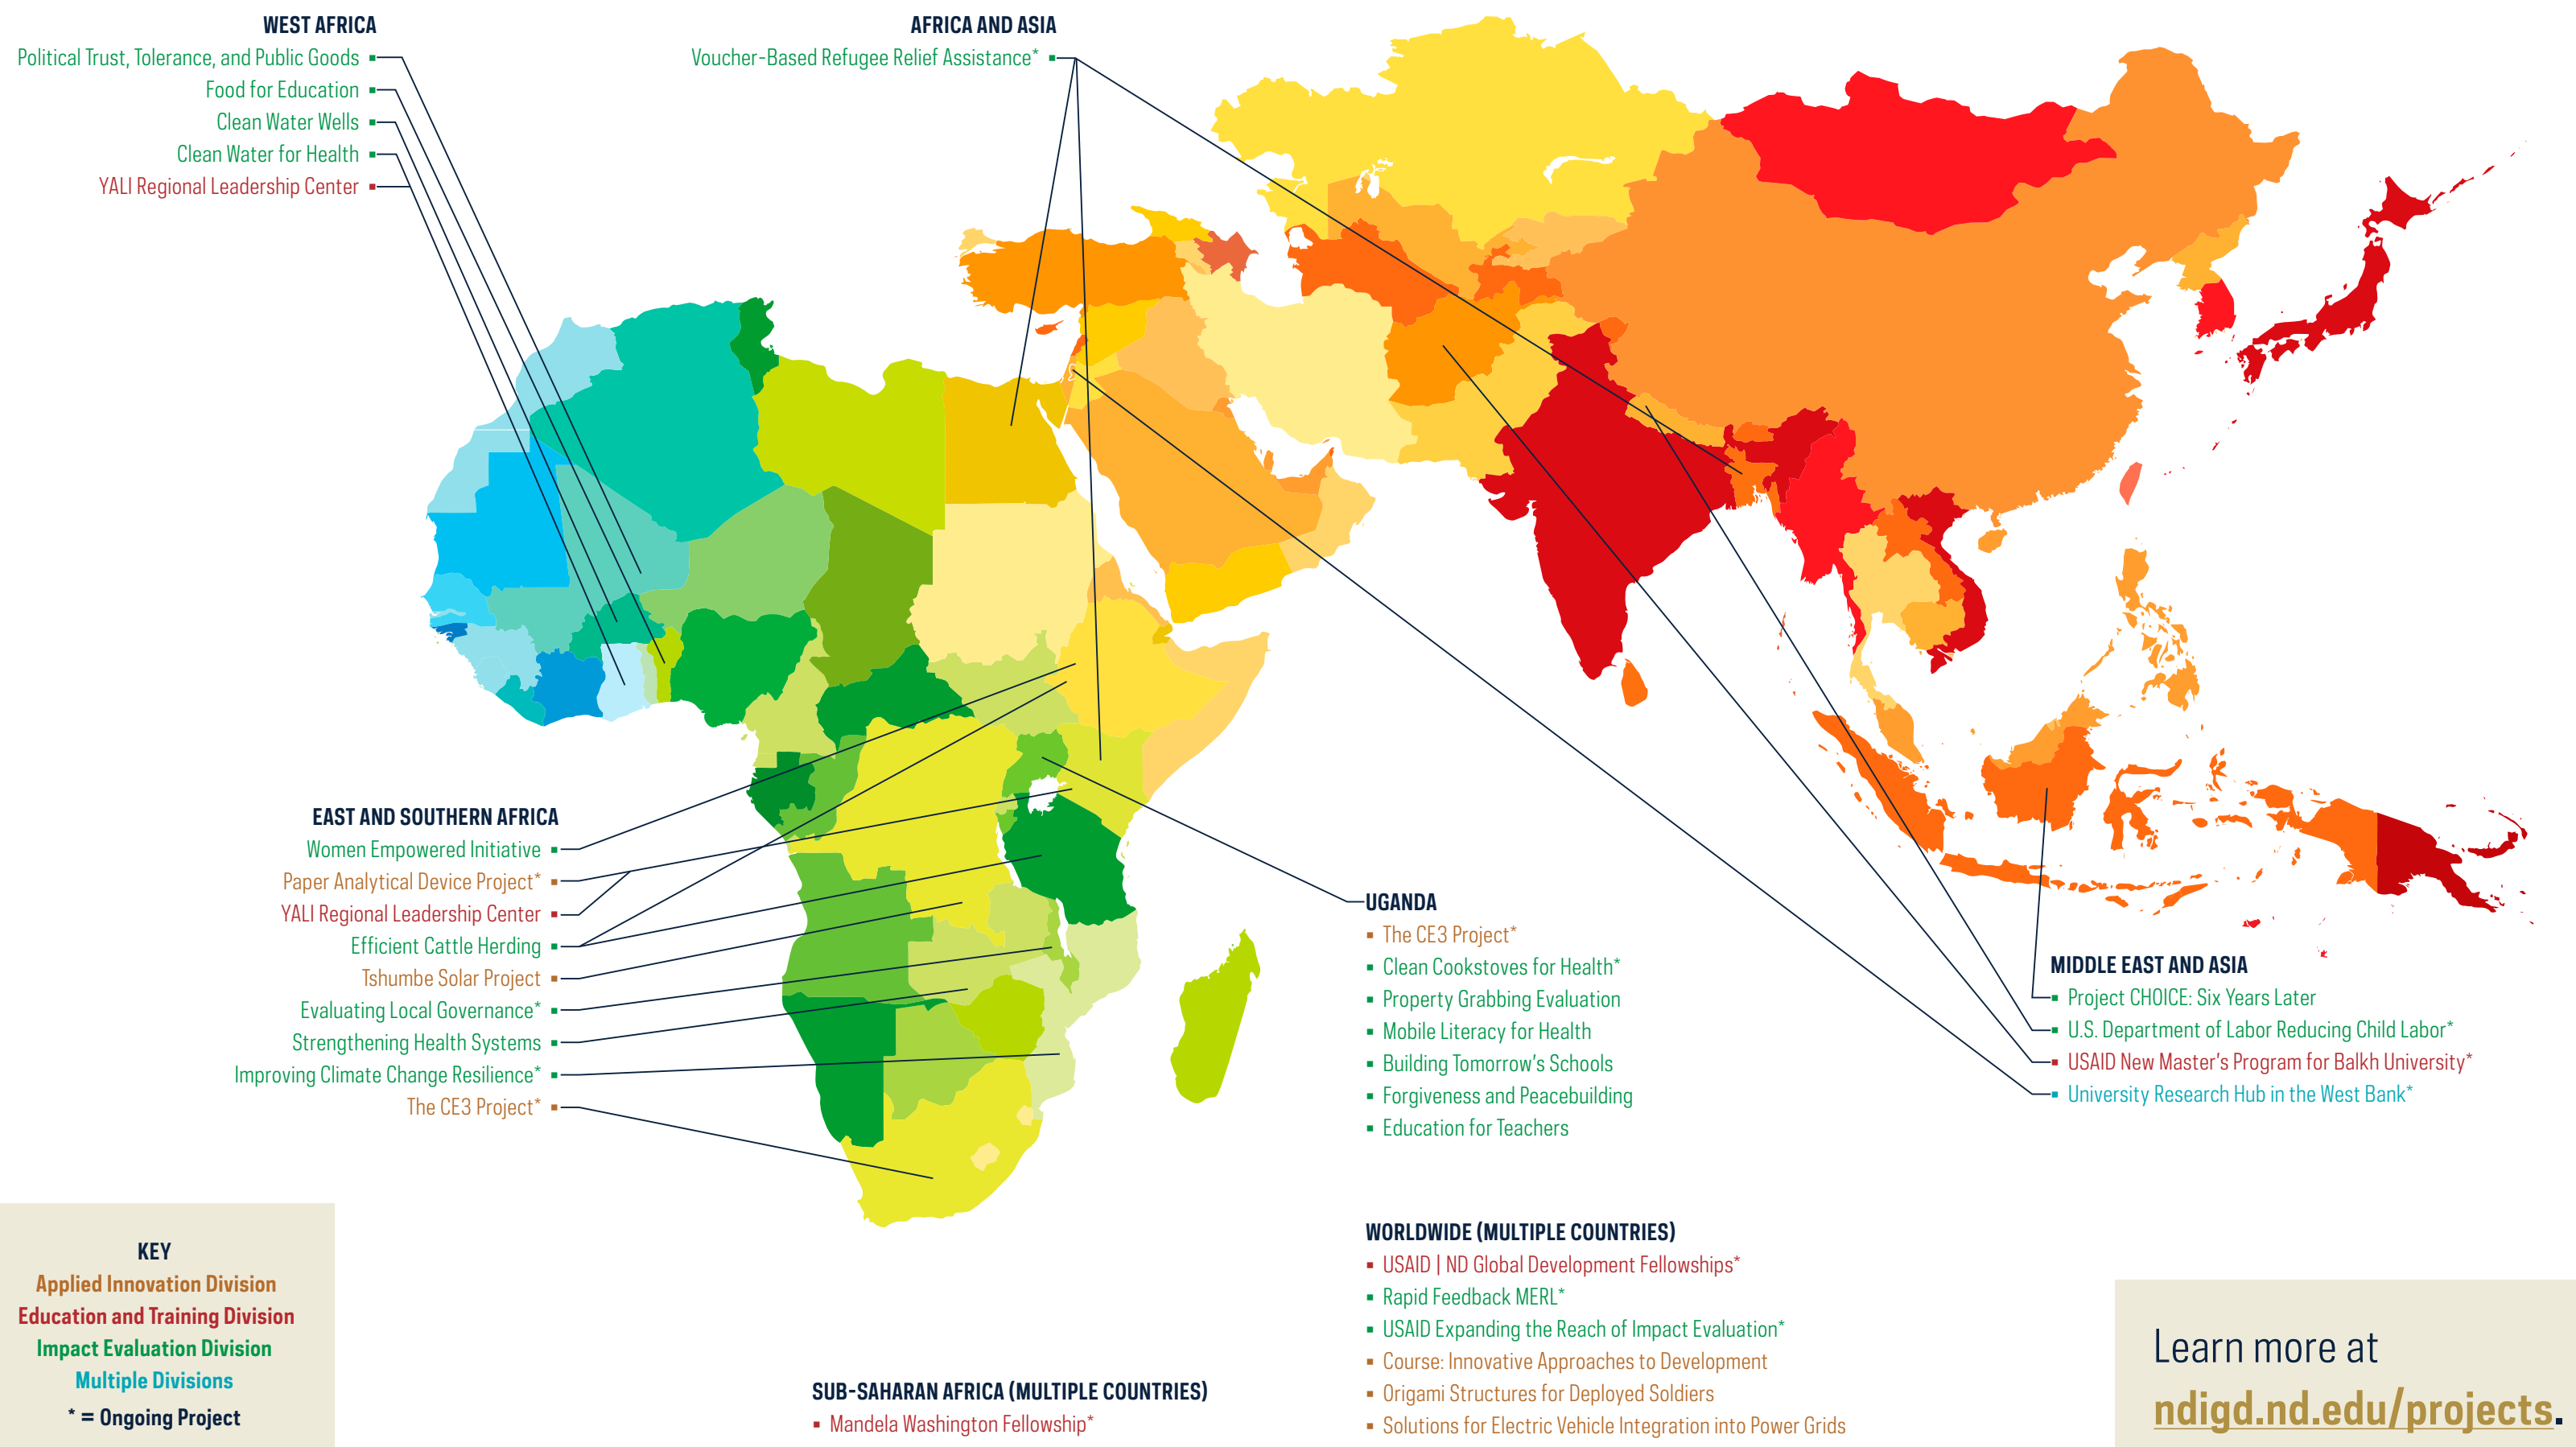 WEST AFRICA
Political Trust, Tolerance, and Public Goods
Food for Education
Clean Water Wells
Clean Water for Health
YALI Regional Leadership Center
AFRICA AND ASIA
Voucher-Based Refugee Relief Assistance*
EAST AND SOUTHERN AFRICA
Women Empowered Initiative
Paper Analytical Device Project*
YALI Regional Leadership Center
Efficient Cattle Herding
Tshumbe Solar Project
Evaluating Local Governance*
Strengthening Health Systems
Improving Climate Change Resilience*
The CE3 Project*
UGANDA
The CE3 Project*
Clean Cookstoves for Health*
Property Grabbing Evaluation
Mobile Literacy for Health
Building Tomorrow's Schools
Forgiveness and Peacebuilding
Education for Teachers
MIDDLE EAST AND ASIA
Project CHOICE: Six Years Later
U.S. Department of Labor Reducing Child Labor*
USAID New Master's Program for Balkh University*
University Research Hub in the West Bank*
KEY
Applied Innovation Division
Education and Training Division
Impact Evaluation Division
Multiple Divisions
* = Ongoing Project
SUB-SAHARAN AFRICA (MULTIPLE COUNTRIES)
Mandela Washington Fellowship*
WORLDWIDE (MULTIPLE COUNTRIES)
USAID | ND Global Development Fellowships*
Rapid Feedback MERL*
USAID Expanding the Reach of Impact Evaluation*
Course: Innovative Approaches to Development
Origami Structures for Deployed Soldiers
Solutions for Electric Vehicle Integration into Power Grids
Learn more at
ndigd.nd.edu/projects.